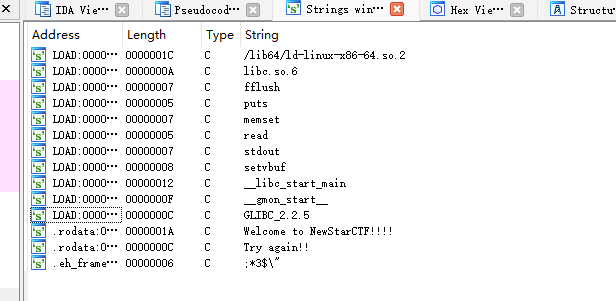 IDA Vie⋯ Pseudocod⋯ Strings win⋯ Hex Vie⋯ Structu
Address Length Type String
LOAD:0000⋯ 0000001C C /lib64/ld-linux-x86-64.so.2
LOAD:0000⋯ 0000000A C libc.so.6
LOAD:0000⋯ 00000007 C fflush
LOAD:0000⋯ 00000005 C puts
LOAD:0000⋯ 00000007 C memset
LOAD:0000⋯ 00000005 C read
LOAD:0000⋯ 00000007 C stdout
LOAD:0000⋯ 00000008 C setvbuf
LOAD:0000⋯ 00000012 C __libc_start_main
LOAD:0000⋯ 0000000F C __gmon_start__
LOAD:0000⋯ 0000000C C GLIBC_2.2.5
.rodata:0⋯ 0000001A C Welcome to NewStarCTF!!!!
.rodata:0⋯ 0000000C C Try again!!
.eh_frame⋯ 00000006 C ;*3$\"